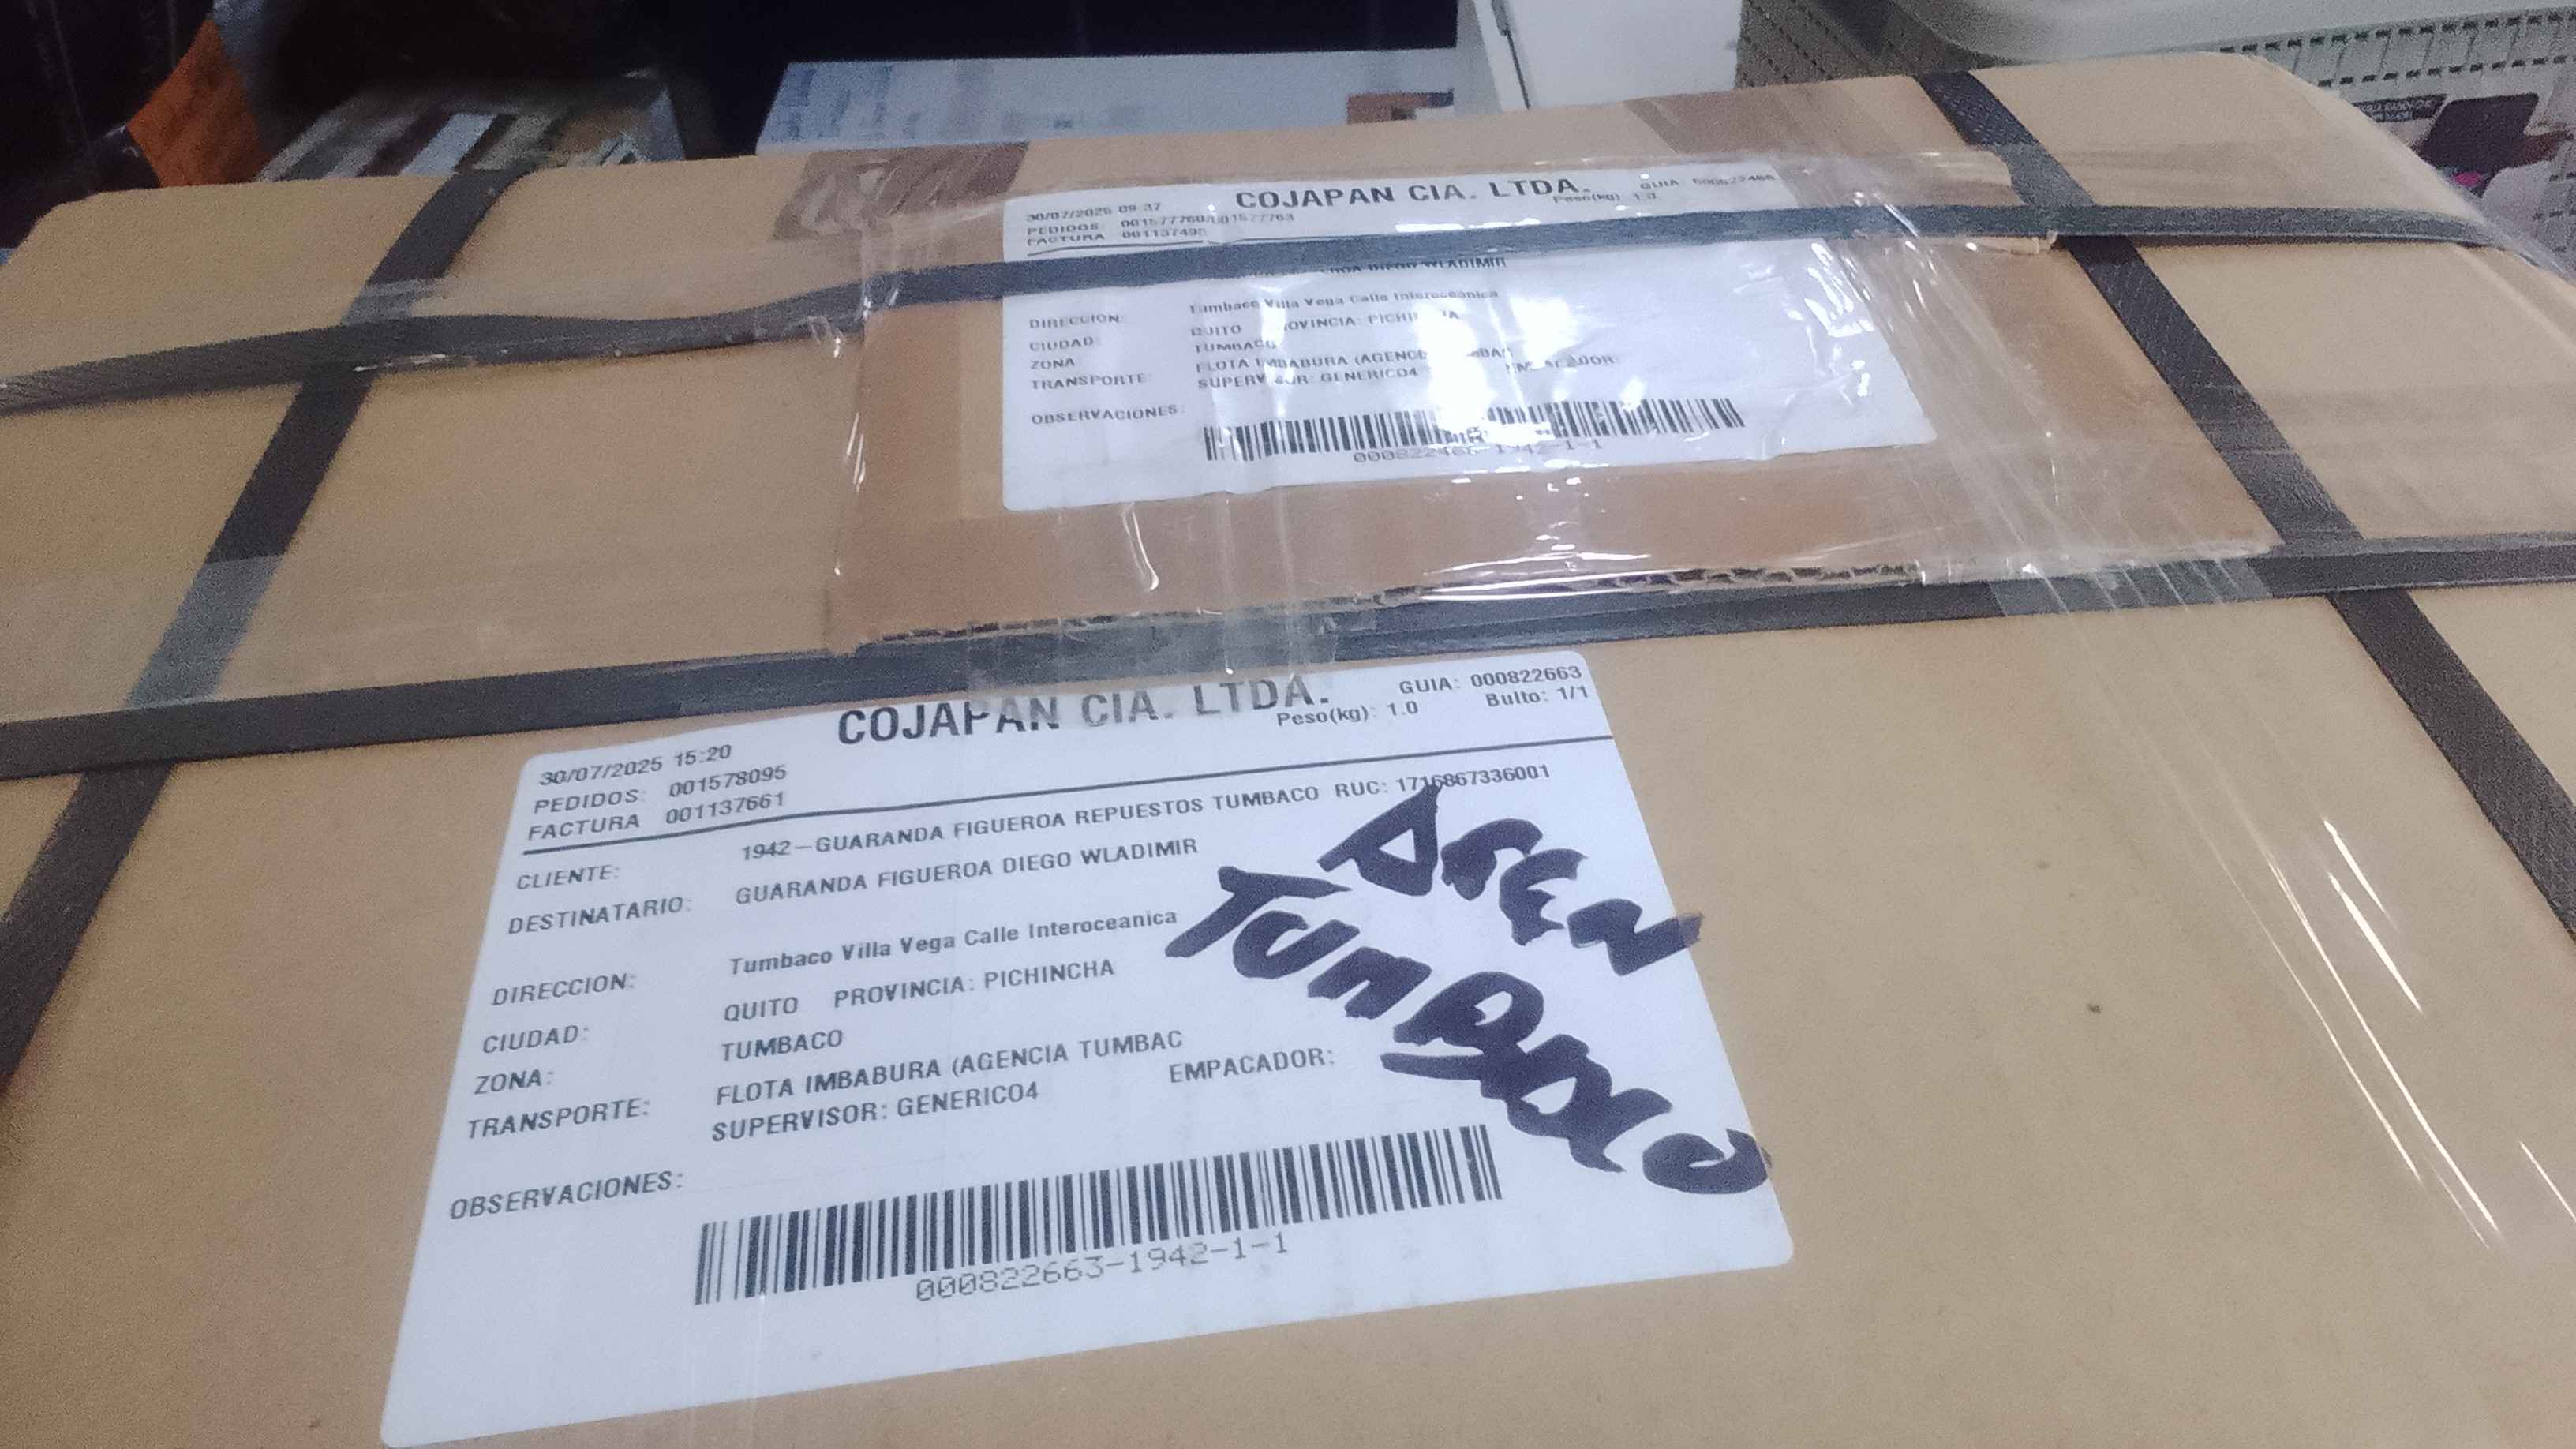 COJAPAN CIA. LTDA.
30/07/2025 09:37
Peso(kg) 1.0
GUIA:
PEDIDOS:
FACTURA
WLADIMIR
DIRECCION: Tumbaco Villa Vega Calle Interoceanica
CIUDAD: QUITO
ZONA TUMBACO
TRANSPORTE: FLOTA IMBABURA
SUPERVISOR: GENERICO4
OBSERVACIONES:
COJAPAN CIA. LTDA.
GUIA: 000822663
Peso(kg): 1.0 Bulto: 1/1
30/07/2025 15:20
PEDIDOS: 001578095
FACTURA 001137661
CLIENTE: 1942-GUARANDA FIGUEROA REPUESTOS TUMBACO RUC: 1716867336001
DESTINATARIO: GUARANDA FIGUEROA DIEGO WLADIMIR
DIRECCION: Tumbaco Villa Vega Calle Interoceanica
CIUDAD: QUITO PROVINCIA: PICHINCHA
ZONA: TUMBACO
TRANSPORTE: FLOTA IMBABURA (AGENCIA TUMBAC
SUPERVISOR: GENERICO4 EMPACADOR:
OBSERVACIONES:
000822663-1942-1-1
AGEN
TUMBACO